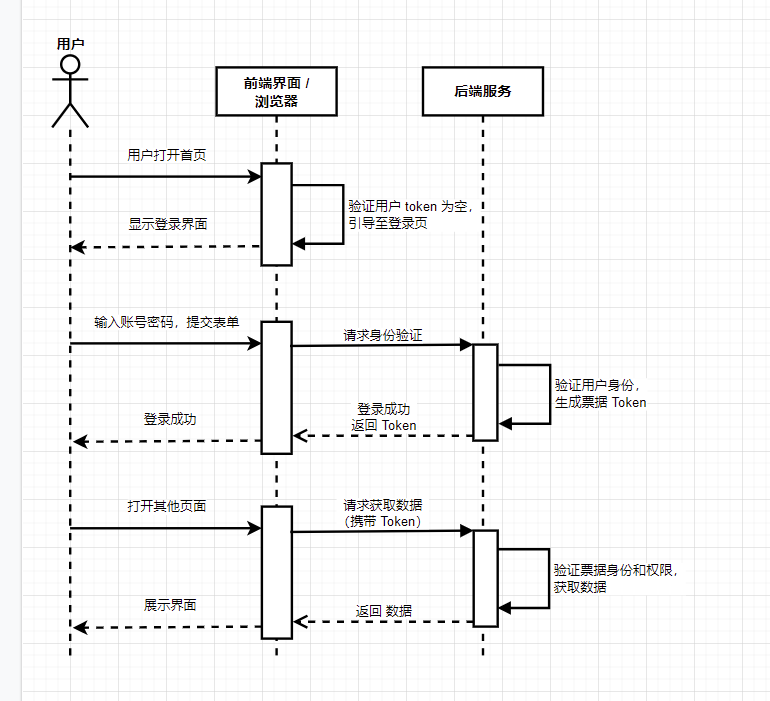 用户
前端界面 /
浏览器
后端服务
用户打开首页
验证用户 token 为空，
引导至登录页
显示登录界面
输入账号密码，提交表单
请求身份验证
验证用户身份，
生成票据 Token
登录成功
返回 Token
登录成功
打开其他页面
请求获取数据
（携带 Token）
验证票据身份和权限，
获取数据
展示界面
返回 数据